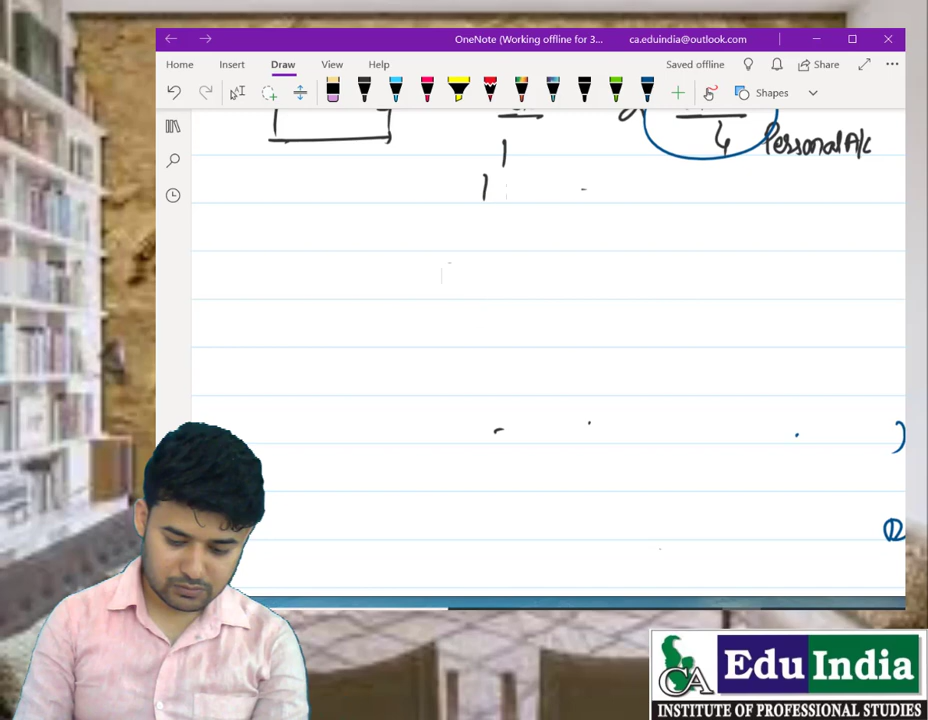 OneNote (Working offline for 3... ca.eduindia@outlook.com
Home Insert Draw View Help Saved offline Share
Shapes
Personal A/c
CA Edu India
INSTITUTE OF PROFESSIONAL STUDIES